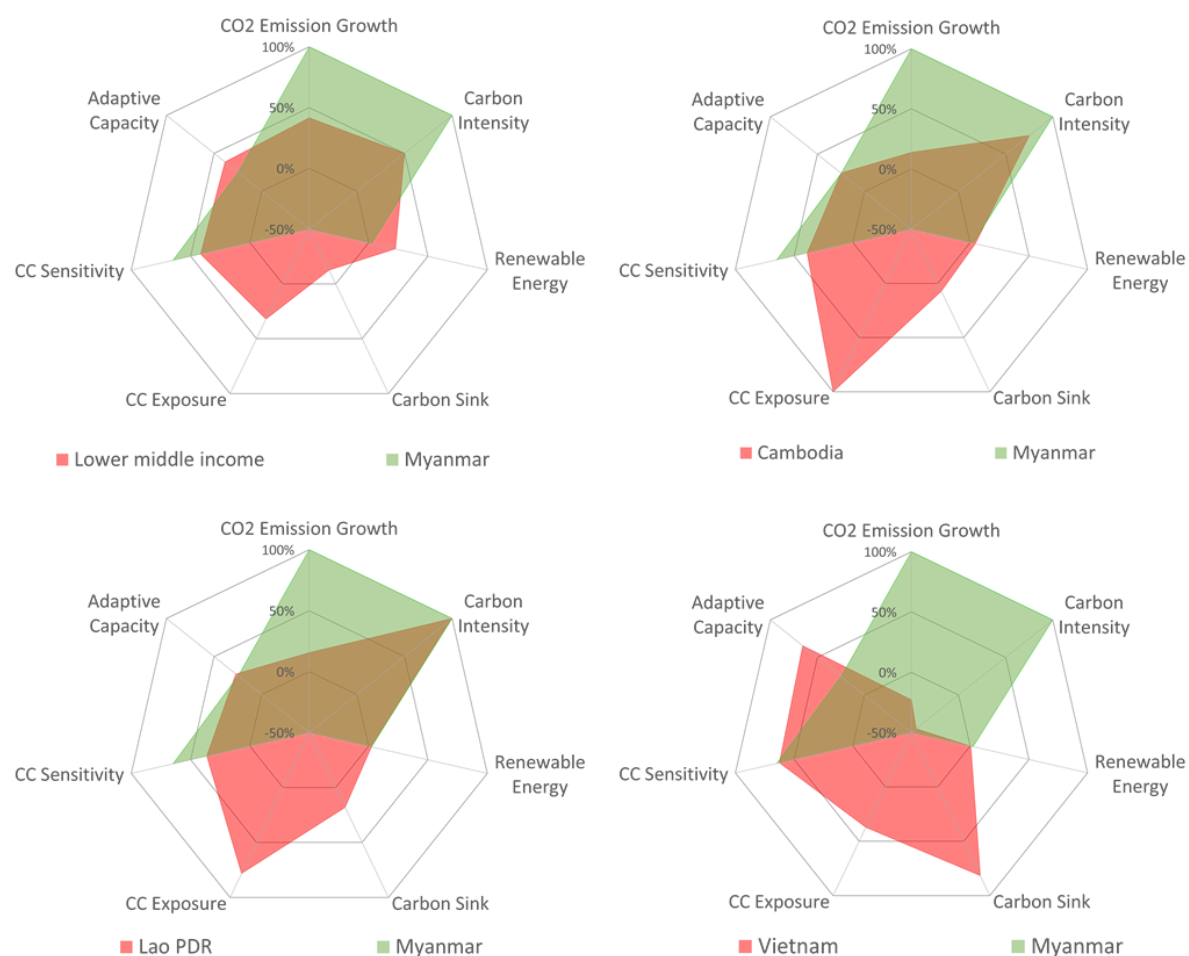 CO2 Emission Growth
100%
50%
0%
-50%
Adaptive
Capacity
Carbon
Intensity
CC Sensitivity
Renewable
Energy
CC Exposure
Carbon Sink
Lower middle income
Myanmar
CO2 Emission Growth
100%
50%
0%
-50%
Adaptive
Capacity
Carbon
Intensity
CC Sensitivity
Renewable
Energy
CC Exposure
Carbon Sink
Cambodia
Myanmar
CO2 Emission Growth
100%
50%
0%
-50%
Adaptive
Capacity
Carbon
Intensity
CC Sensitivity
Renewable
Energy
CC Exposure
Carbon Sink
Lao PDR
Myanmar
CO2 Emission Growth
100%
50%
0%
-50%
Adaptive
Capacity
Carbon
Intensity
CC Sensitivity
Renewable
Energy
CC Exposure
Carbon Sink
Vietnam
Myanmar